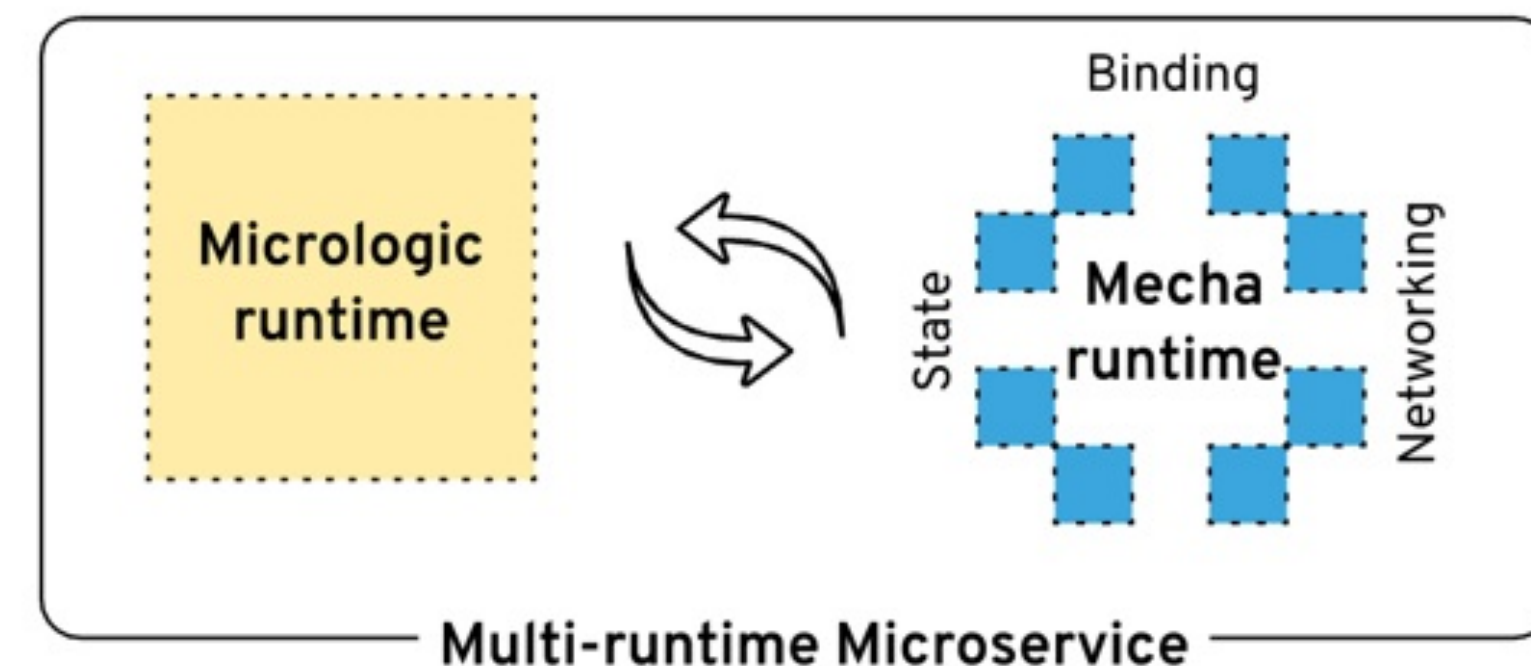 Binding
Micrologic
runtime
State
Mecha
runtime
Networking
Multi-runtime Microservice